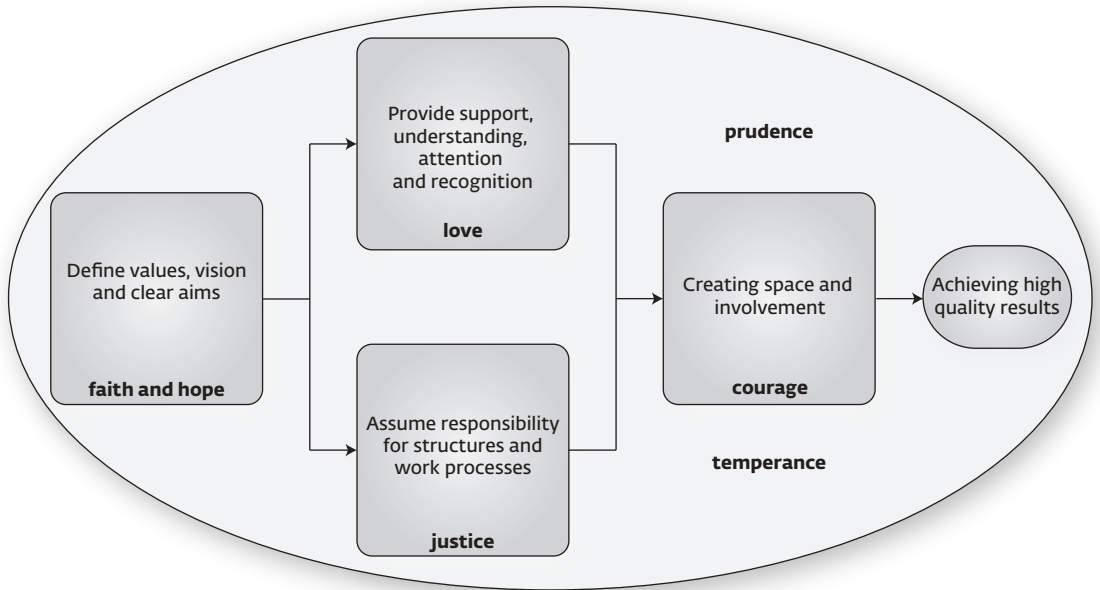 Define values, vision
and clear aims
faith and hope
Provide support,
understanding,
attention
and recognition
love
Assume responsibility
for structures and
work processes
justice
prudence
Creating space and
involvement
courage
temperance
Achieving high
quality results